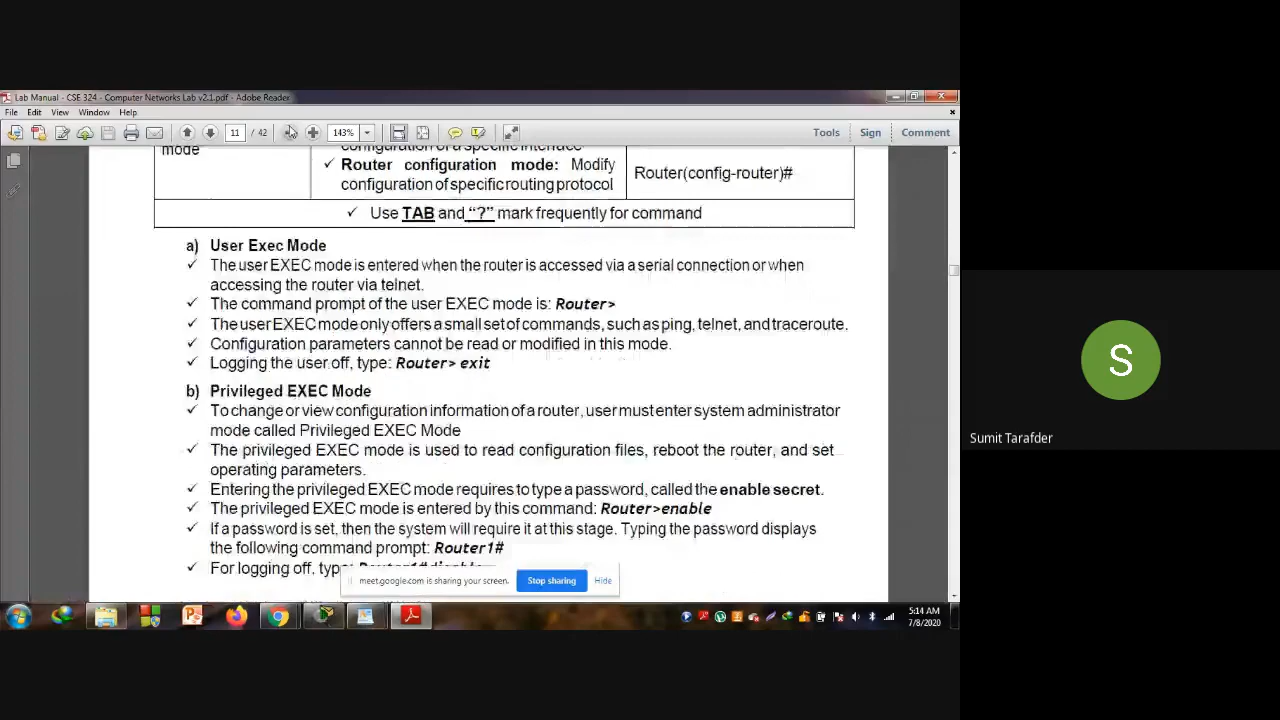 Lab Manual - CSE 324 - Computer Networks Lab v2.1.pdf - Adobe Reader
File Edit View Window Help
11 / 42 143% Tools Sign Comment
mode
configuration of a specific interface
✓ Router configuration mode: Modify
configuration of specific routing protocol
Router(config-router)#
✓ Use TAB and “?” mark frequently for command
a) User Exec Mode
✓ The user EXEC mode is entered when the router is accessed via a serial connection or when
accessing the router via telnet.
✓ The command prompt of the user EXEC mode is: Router>
✓ The user EXEC mode only offers a small set of commands, such as ping, telnet, and traceroute.
✓ Configuration parameters cannot be read or modified in this mode.
✓ Logging the user off, type: Router> exit
b) Privileged EXEC Mode
✓ To change or view configuration information of a router, user must enter system administrator
mode called Privileged EXEC Mode
✓ The privileged EXEC mode is used to read configuration files, reboot the router, and set
operating parameters.
✓ Entering the privileged EXEC mode requires to type a password, called the enable secret.
✓ The privileged EXEC mode is entered by this command: Router>enable
✓ If a password is set, then the system will require it at this stage. Typing the password displays
the following command prompt: Router1#
✓ For logging off, type: Router1#disable
meet.google.com is sharing your screen. Stop sharing Hide
5:14 AM
7/8/2020
S
Sumit Tarafder